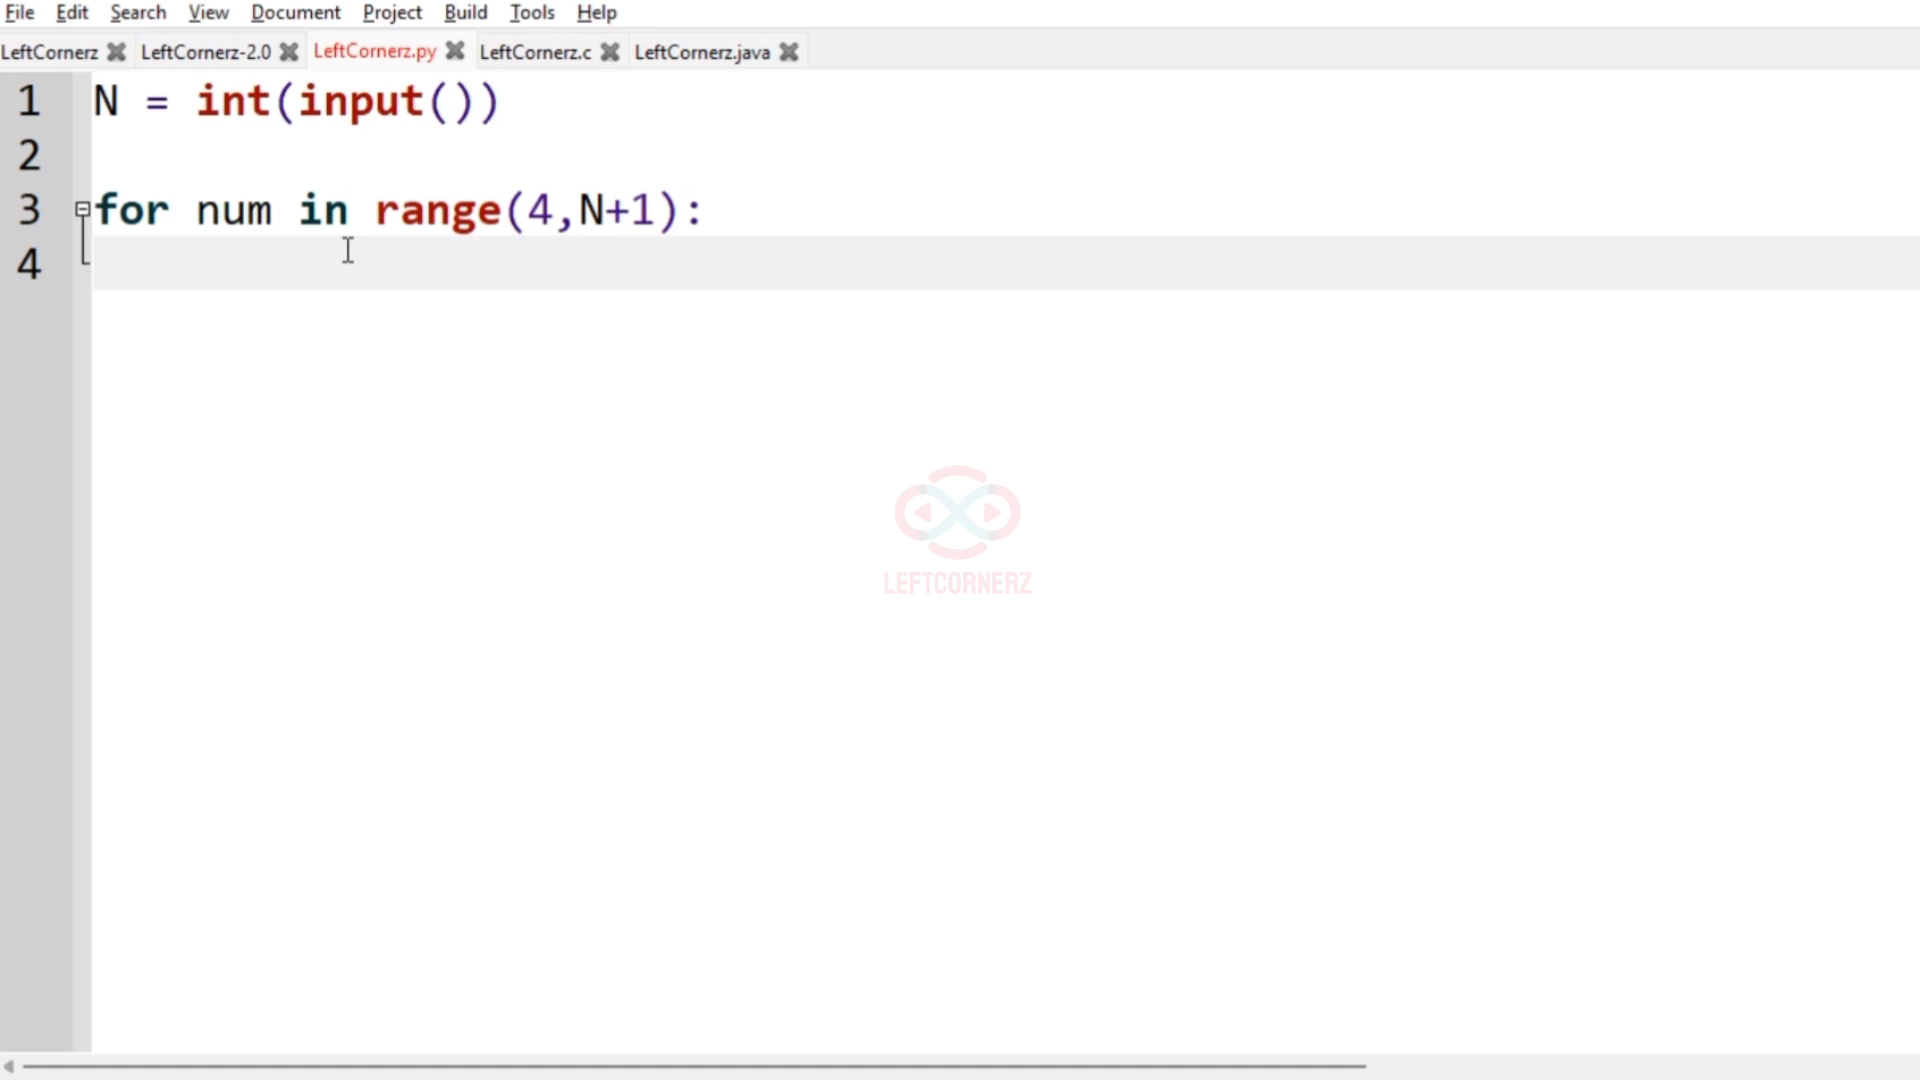 File Edit Search View Document Project Build Tools Help
LeftCornerz LeftCornerz-2.0 LeftCornerz.py LeftCornerz.c LeftCornerz.java
1 N = int(input())
2
3 for num in range(4,N+1):
4
LEFTCORNERZ